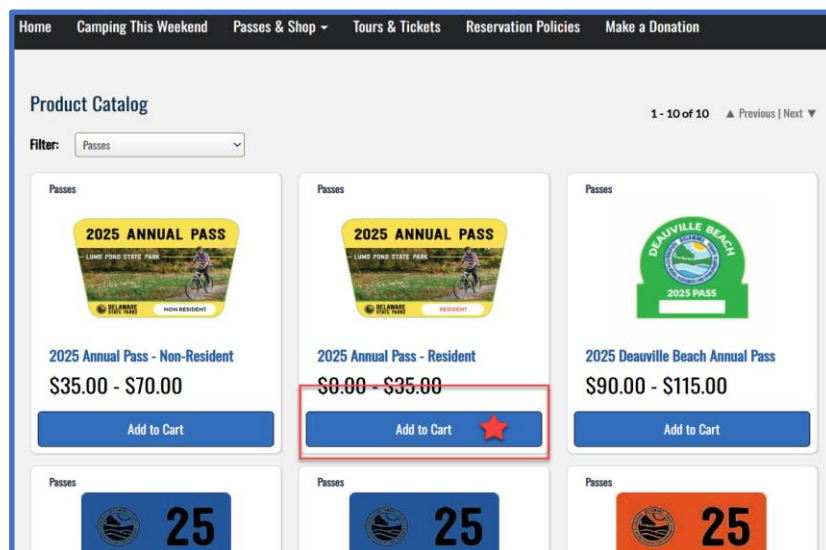 Home Camping This Weekend Passes & Shop Tours & Tickets Reservation Policies Make a Donation
Product Catalog
1 - 10 of 10 ▲ Previous | Next ▼
Filter: Passes
Passes
2025 ANNUAL PASS
LUMS POND STATE PARK
DELAWARE
STATE PARKS
NON-RESIDENT
2025 Annual Pass - Non-Resident
$35.00 - $70.00
Add to Cart
Passes
2025 ANNUAL PASS
LUMS POND STATE PARK
DELAWARE
STATE PARKS
RESIDENT
2025 Annual Pass - Resident
$0.00 - $35.00
Add to Cart
Passes
DEAUVILLE BEACH
2025 PASS
2025 Deauville Beach Annual Pass
$90.00 - $115.00
Add to Cart
Passes
25
Passes
25
Passes
25